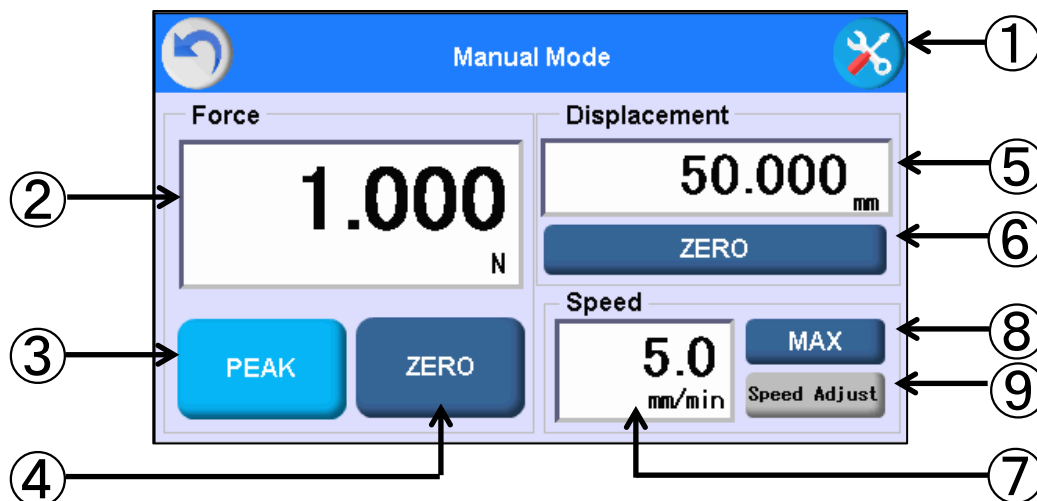 ①
Manual Mode
Force
Displacement
②
1.000
N
50.000
mm
⑤
ZERO
⑥
Speed
③
PEAK
ZERO
5.0
mm/min
MAX
⑧
Speed Adjust
⑨
④
⑦